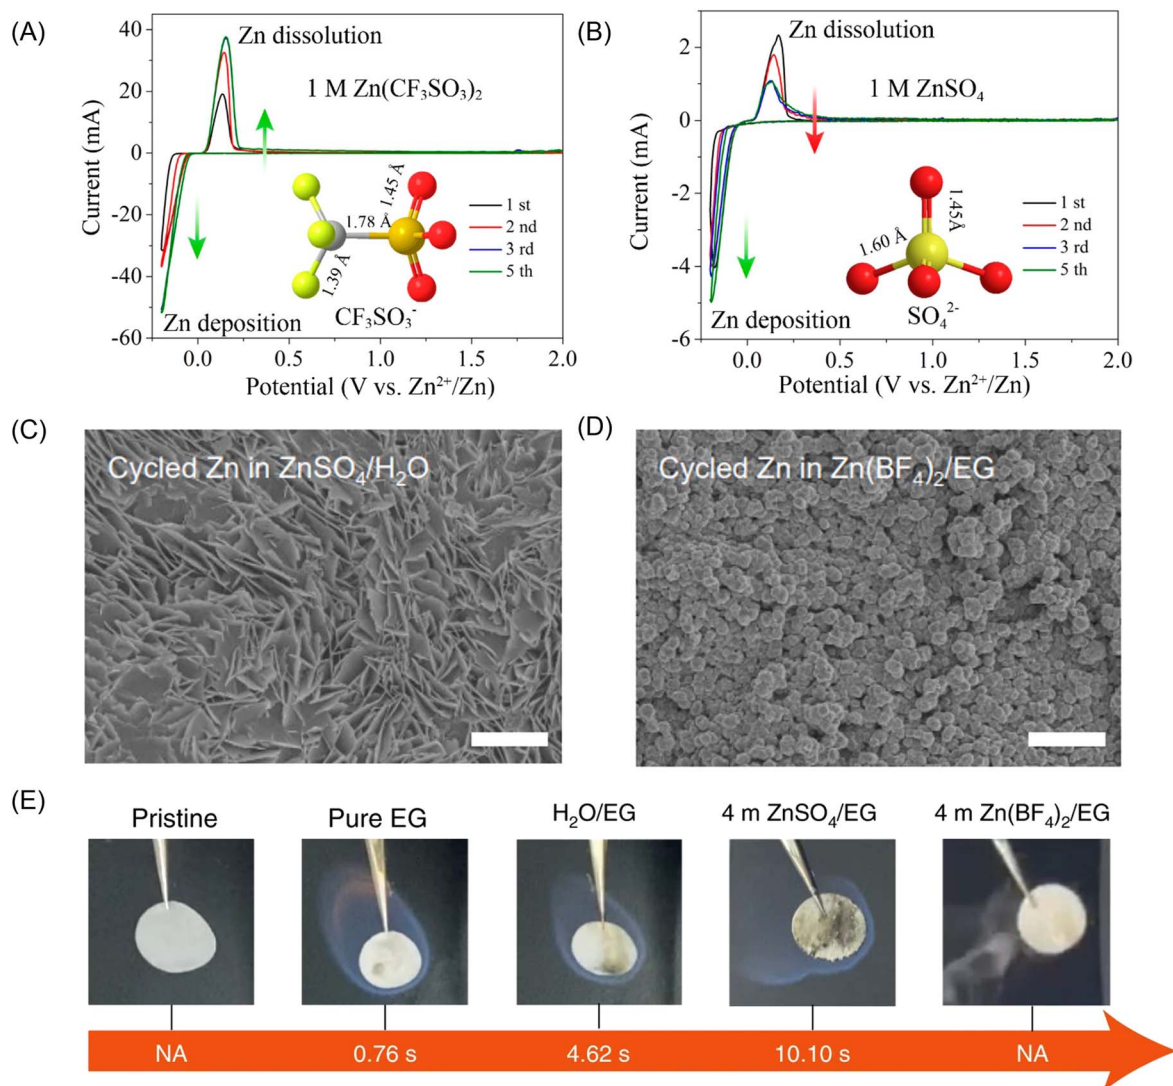 (A)
40
20
0
-20
-40
-60
Current (mA)
Zn dissolution
1 M Zn(CF₃SO₃)₂
1.45 Å
1.78 Å
1.39 Å
CF₃SO₃⁻
1 st
2 nd
3 rd
5 th
Zn deposition
0.0 0.5 1.0 1.5 2.0
Potential (V vs. Zn²⁺/Zn)
(B)
2
0
-2
-4
-6
Current (mA)
Zn dissolution
1 M ZnSO₄
1.45Å
1.60 Å
SO₄²⁻
1 st
2 nd
3 rd
5 th
Zn deposition
0.0 0.5 1.0 1.5 2.0
Potential (V vs. Zn²⁺/Zn)
(C)
Cycled Zn in ZnSO₄/H₂O
(D)
Cycled Zn in Zn(BF₄)₂/EG
(E)
Pristine Pure EG H₂O/EG 4 m ZnSO₄/EG 4 m Zn(BF₄)₂/EG
NA 0.76 s 4.62 s 10.10 s NA